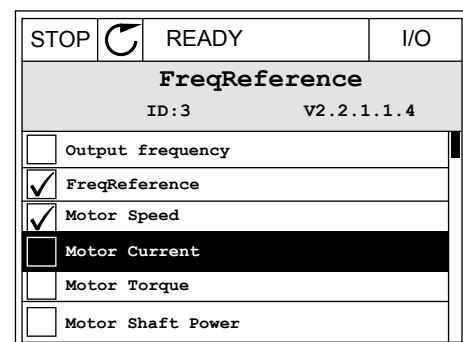 STOP READY I/O
FreqReference
ID:3 V2.2.1.1.4
Output frequency
FreqReference
Motor Speed
Motor Current
Motor Torque
Motor Shaft Power